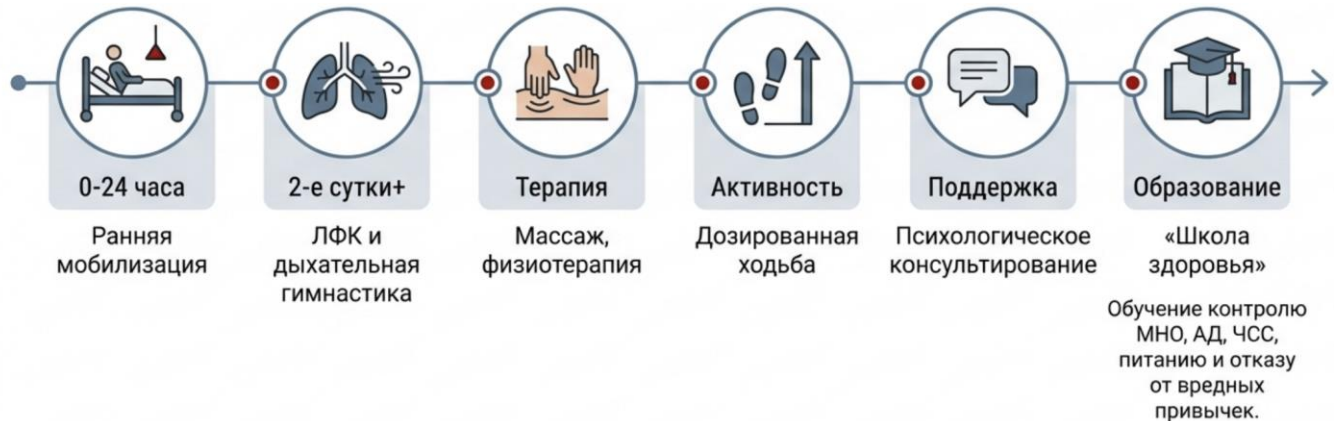 0-24 часа
Ранняя
мобилизация
2-е сутки+
ЛФК и
дыхательная
гимнастика
Терапия
Массаж,
физиотерапия
Активность
Дозированная
ходьба
Поддержка
Психологическое
консультирование
Образование
«Школа
здоровья»
Обучение контролю
МНО, АД, ЧСС,
питанию и отказу
от вредных
привычек.